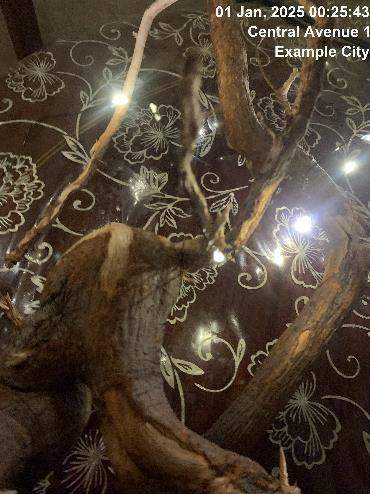 01 Jan, 2025 00:25:43
Central Avenue 1
Example City